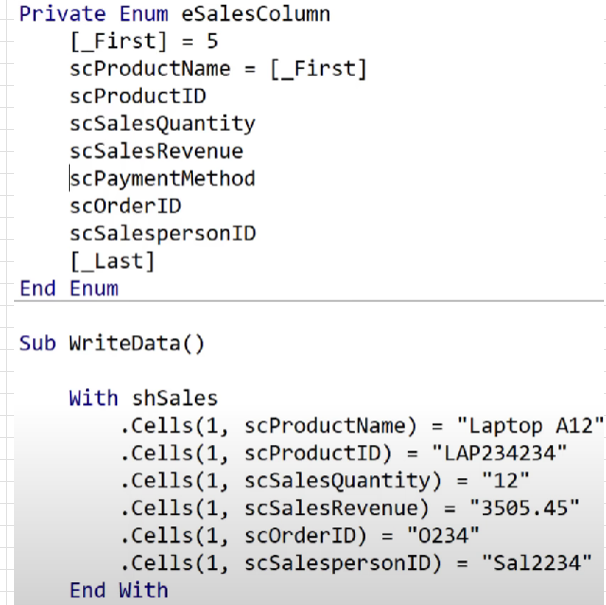 Private Enum eSalesColumn
[_First] = 5
scProductName = [_First]
scProductID
scSalesQuantity
scSalesRevenue
scPaymentMethod
scOrderID
scSalespersonID
[_Last]
End Enum
Sub WriteData()
With shSales
.Cells(1, scProductName) = "Laptop A12"
.Cells(1, scProductID) = "LAP234234"
.Cells(1, scSalesQuantity) = "12"
.Cells(1, scSalesRevenue) = "3505.45"
.Cells(1, scOrderID) = "O234"
.Cells(1, scSalespersonID) = "Sal2234"
End With